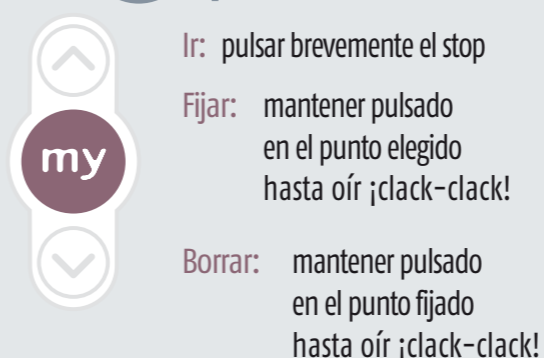 my
Ir: pulsar brevemente el stop
Fijar: mantener pulsado
en el punto elegido
hasta oír ¡clack-clack!
Borrar: mantener pulsado
en el punto fijado
hasta oír ¡clack-clack!